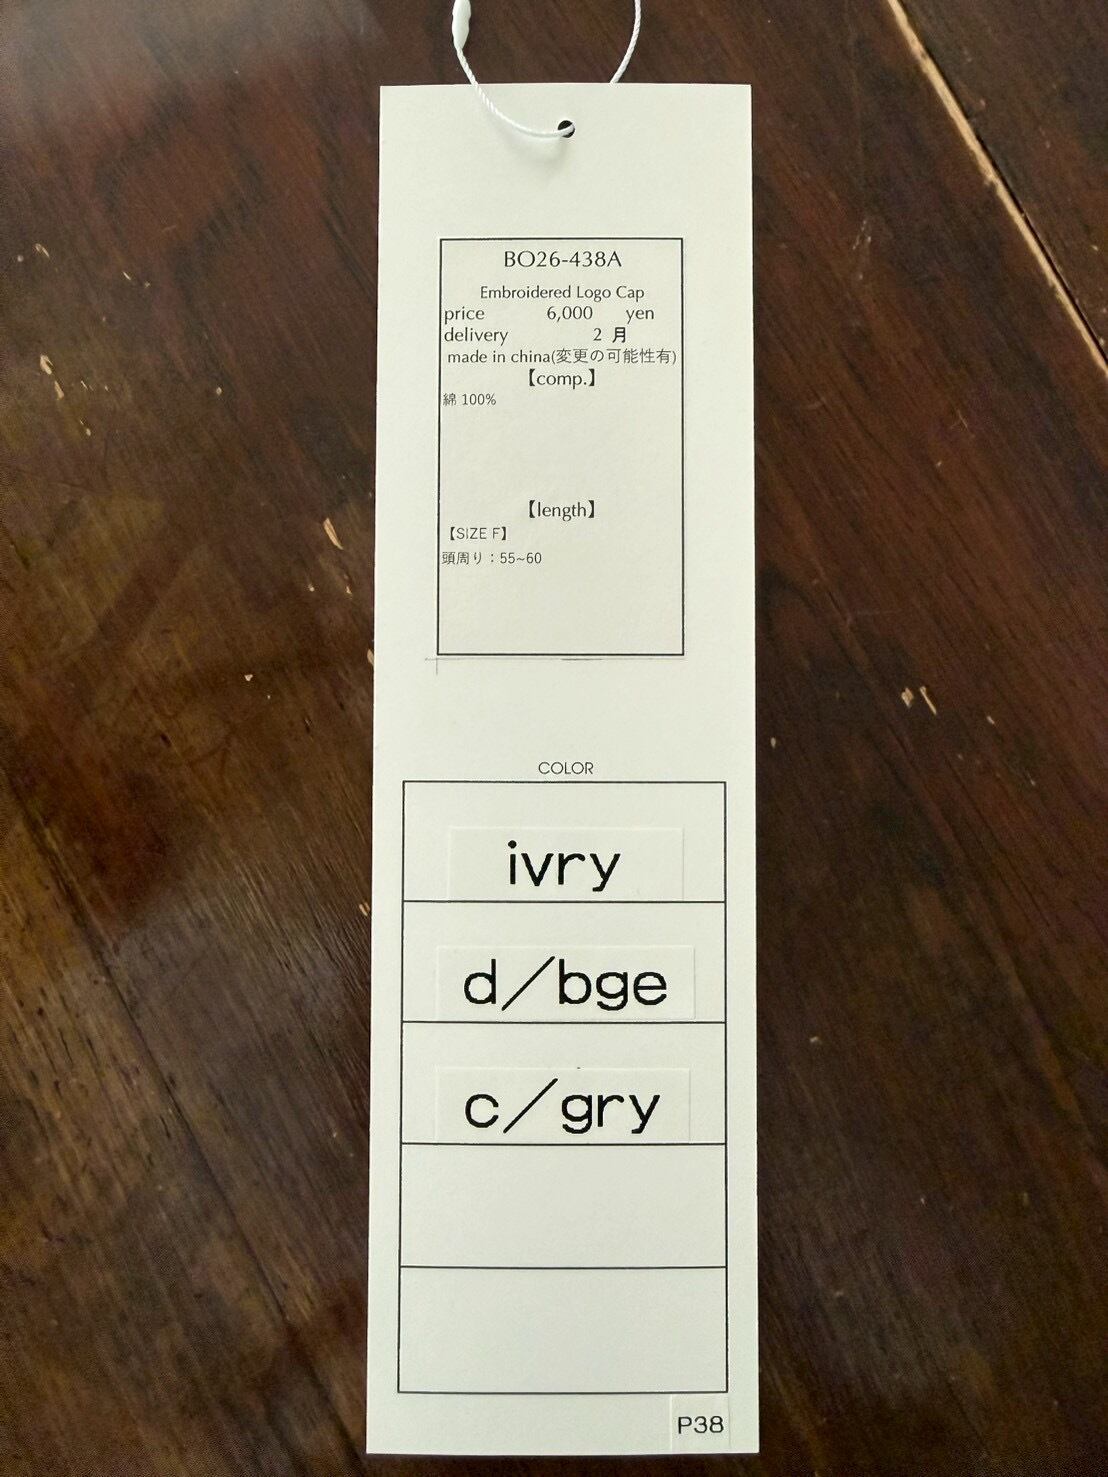 BO26-438A
Embroidered Logo Cap
price 6,000 yen
delivery 2 月
made in china(変更の可能性有)
【comp.】
綿 100%
【length】
【SIZE F】
頭周り：55~60
COLOR
ivry
d／bge
c／gry
P38